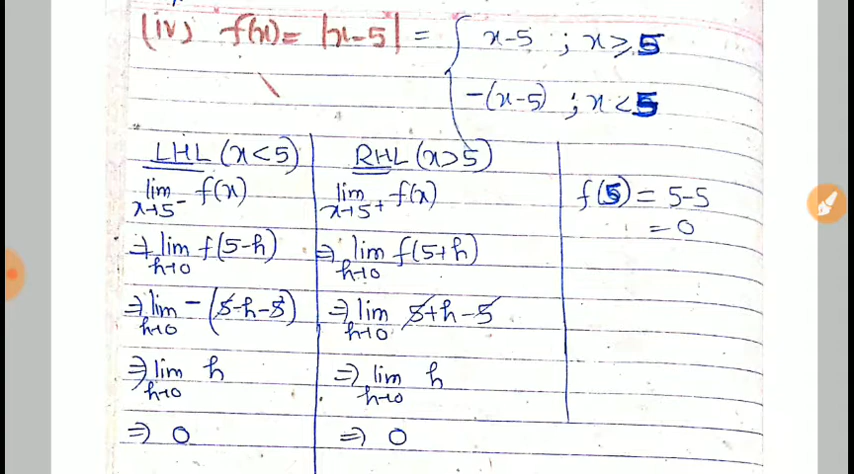 (iv) f(x) = |x-5| = { x-5 ; x ≥ 5
-(x-5) ; x < 5
LHL (x<5)
lim x→5⁻ f(x)
⇒ lim h→0 f(5-h)
⇒ lim h→0 -(5-h-5)
⇒ lim h→0 h
⇒ 0
RHL (x>5)
lim x→5+ f(x)
⇒ lim h→0 f(5+h)
⇒ lim h→0 5+h-5
⇒ lim h→0 h
⇒ 0
f(5) = 5-5
= 0